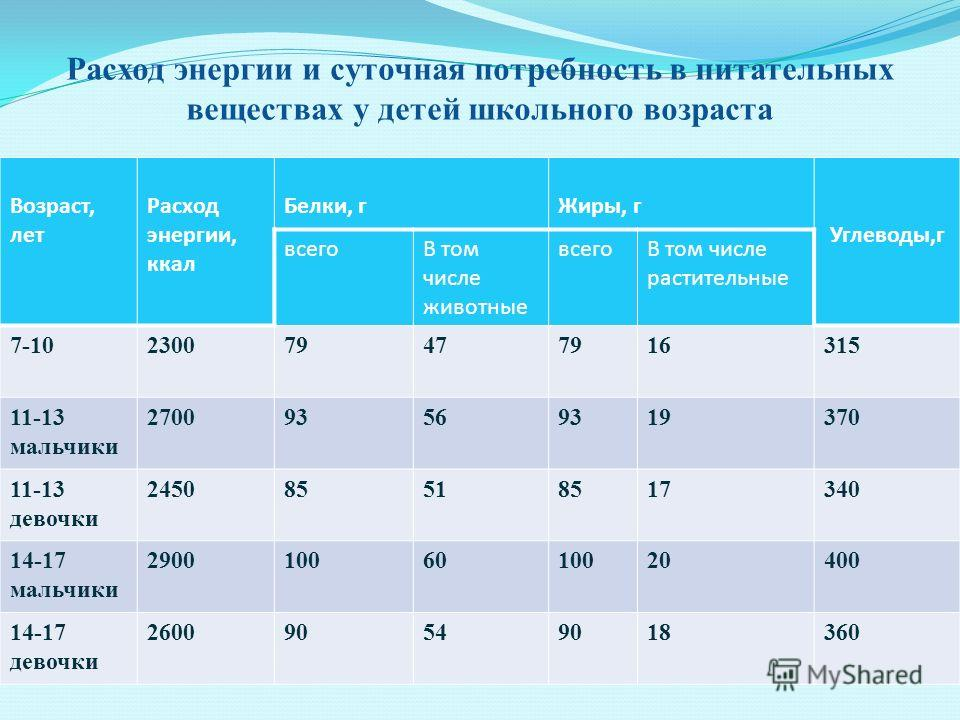 Расход энергии и суточная потребность в питательных
веществах у детей школьного возраста
Возраст,
лет
Расход
энергии,
ккал
Белки, г
Жиры, г
Углеводы,г
всего
В том
числе
животные
всего
В том числе
растительные
7-10 2300 79 47 79 16 315
11-13 2700 93 56 93 19 370
мальчики
11-13 2450 85 51 85 17 340
девочки
14-17 2900 100 60 100 20 400
мальчики
14-17 2600 90 54 90 18 360
девочки
MyShared